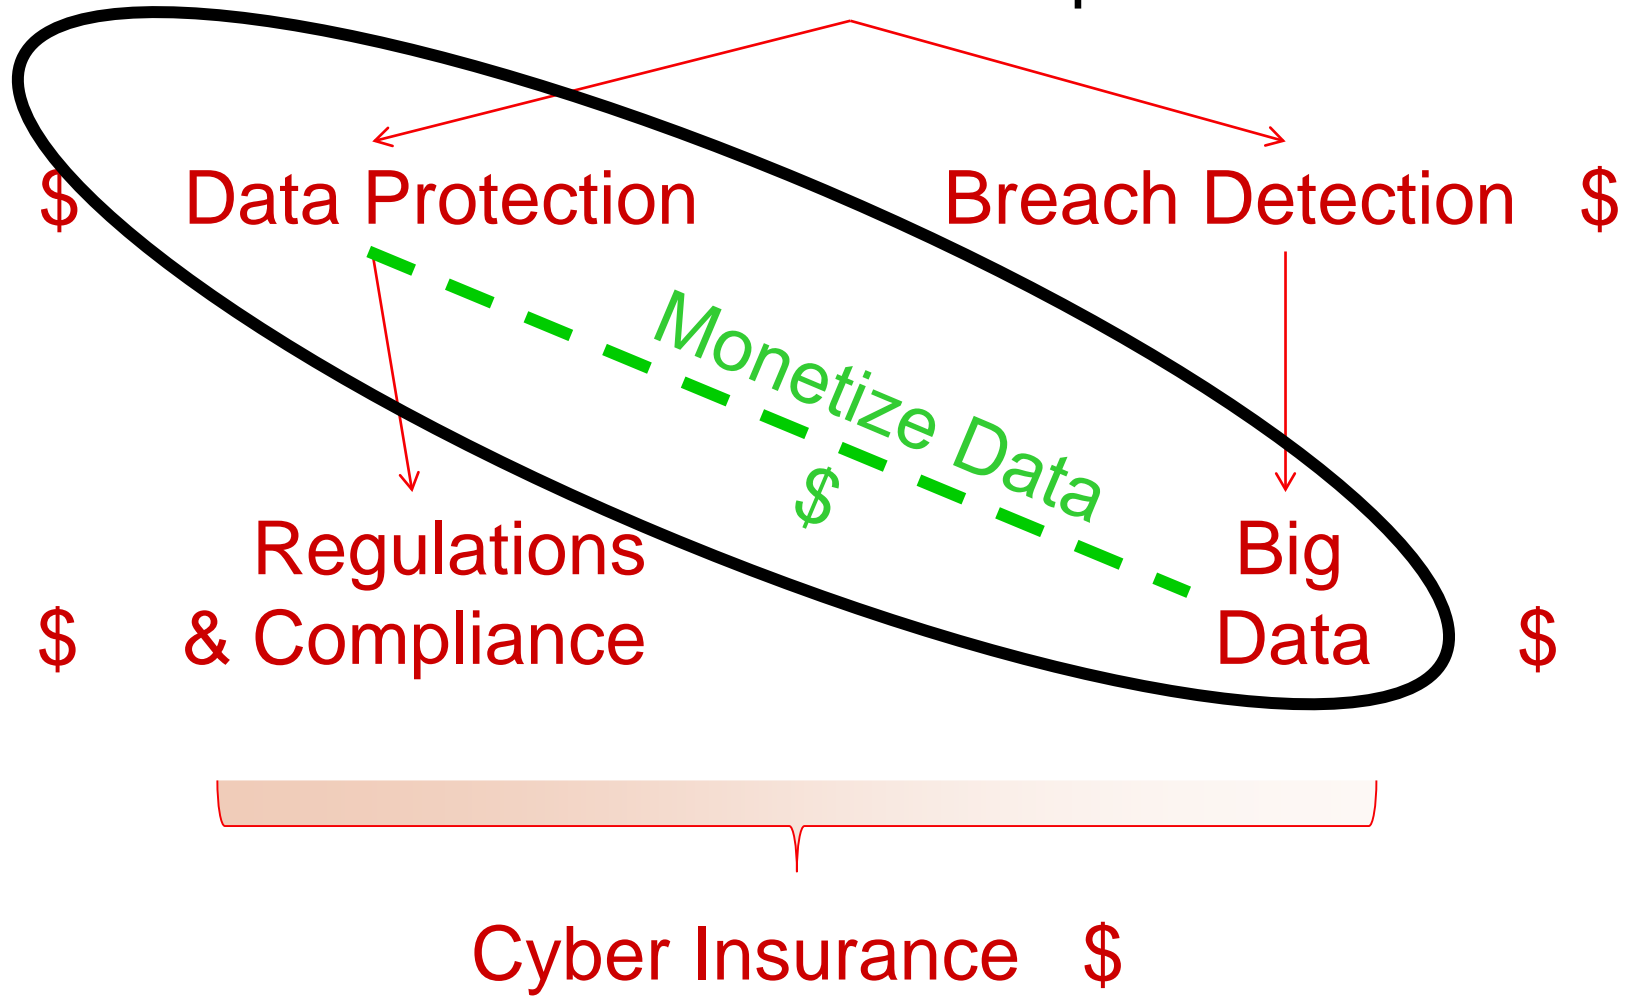 $ Data Protection
Breach Detection $
Monetize Data
$
Regulations
$ & Compliance
Big
Data $
Cyber Insurance $